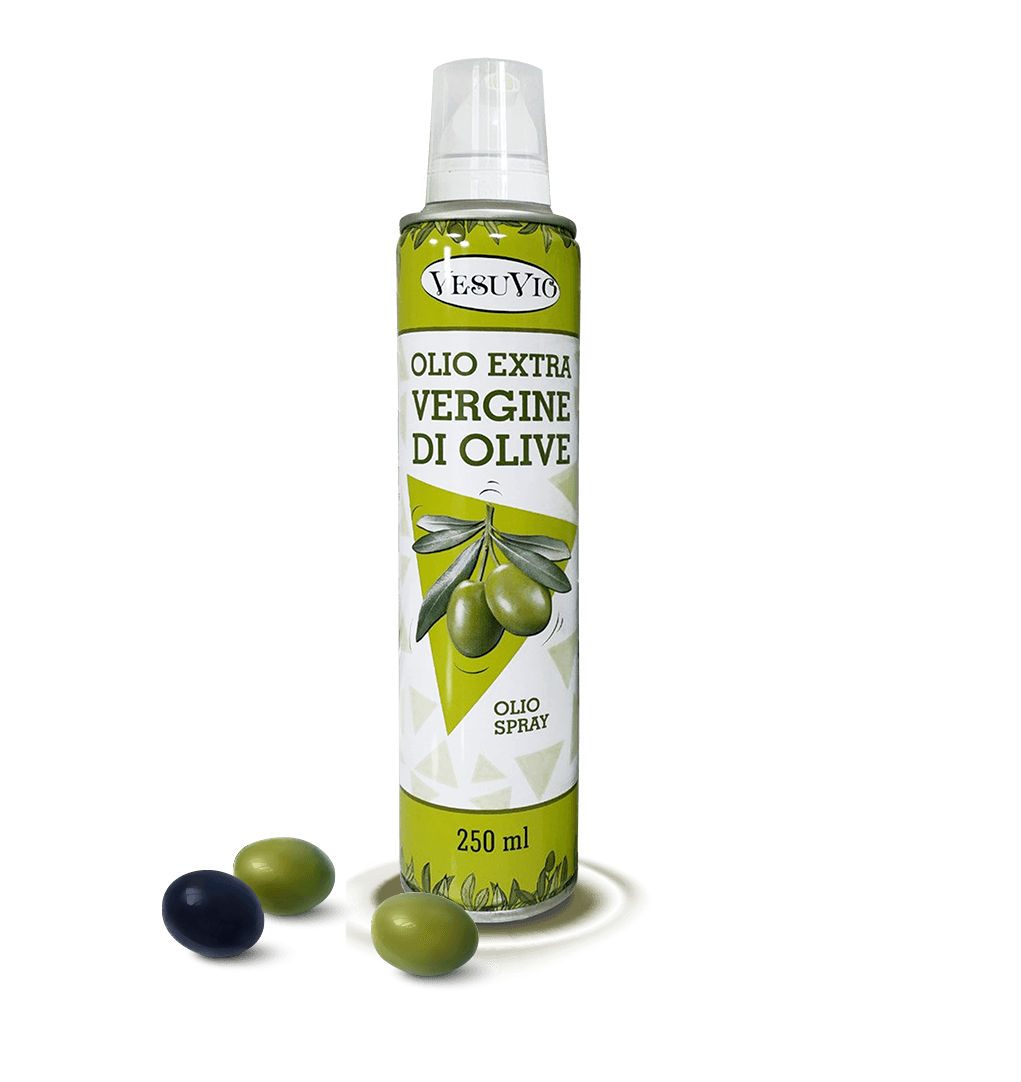 VESUVIO
OLIO EXTRA
VERGINE
DI OLIVE
OLIO
SPRAY
250 ml